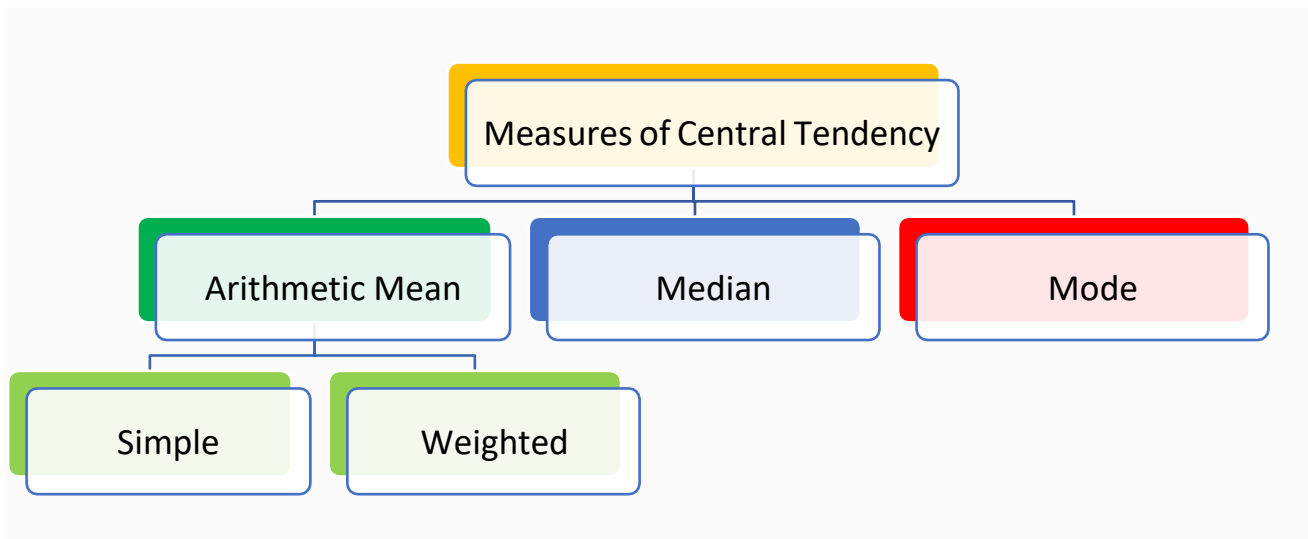 Measures of Central Tendency
Arithmetic Mean
Median
Mode
Simple
Weighted